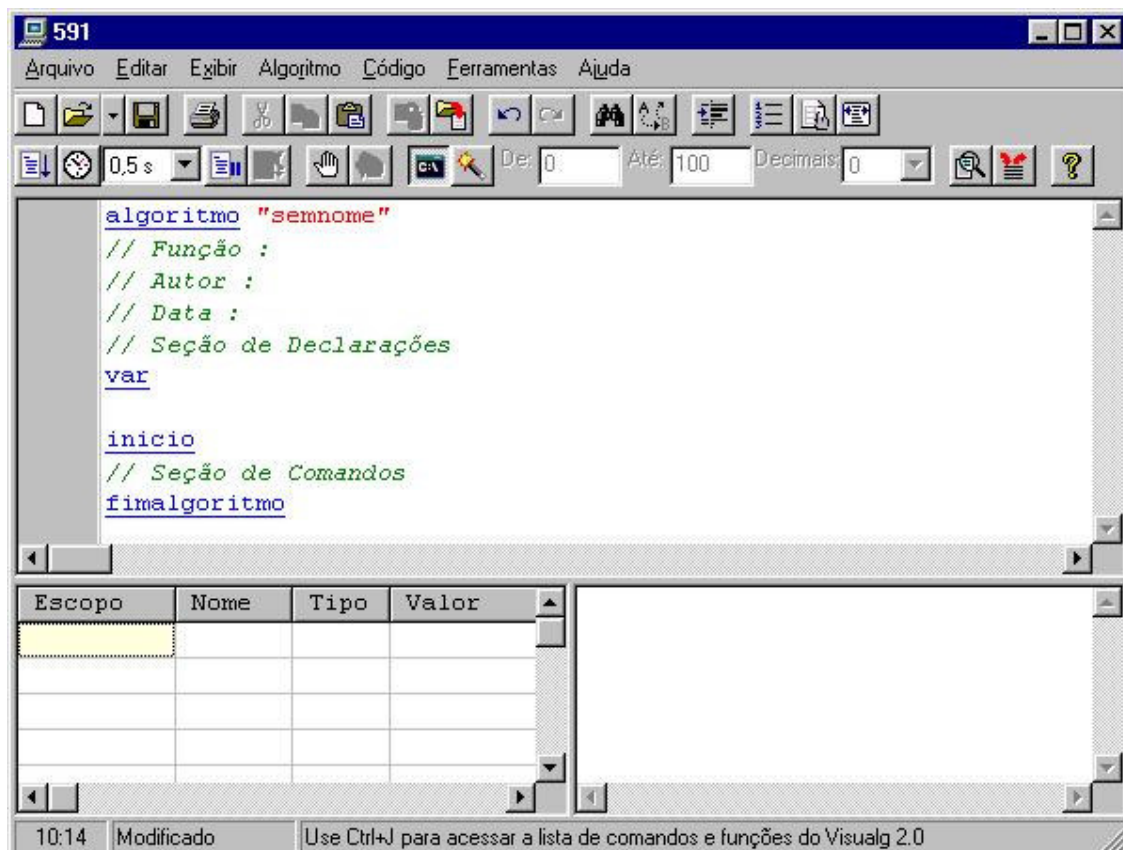 591
Arquivo Editar Exibir Algoritmo Código Ferramentas Ajuda
0,5 s De: 0 Até: 100 Decimais: 0
algoritmo "semnome"
// Função :
// Autor :
// Data :
// Seção de Declarações
var
inicio
// Seção de Comandos
fimalgoritmo
Escopo Nome Tipo Valor
10:14 Modificado Use Ctrl+J para acessar a lista de comandos e funções do Visualg 2.0